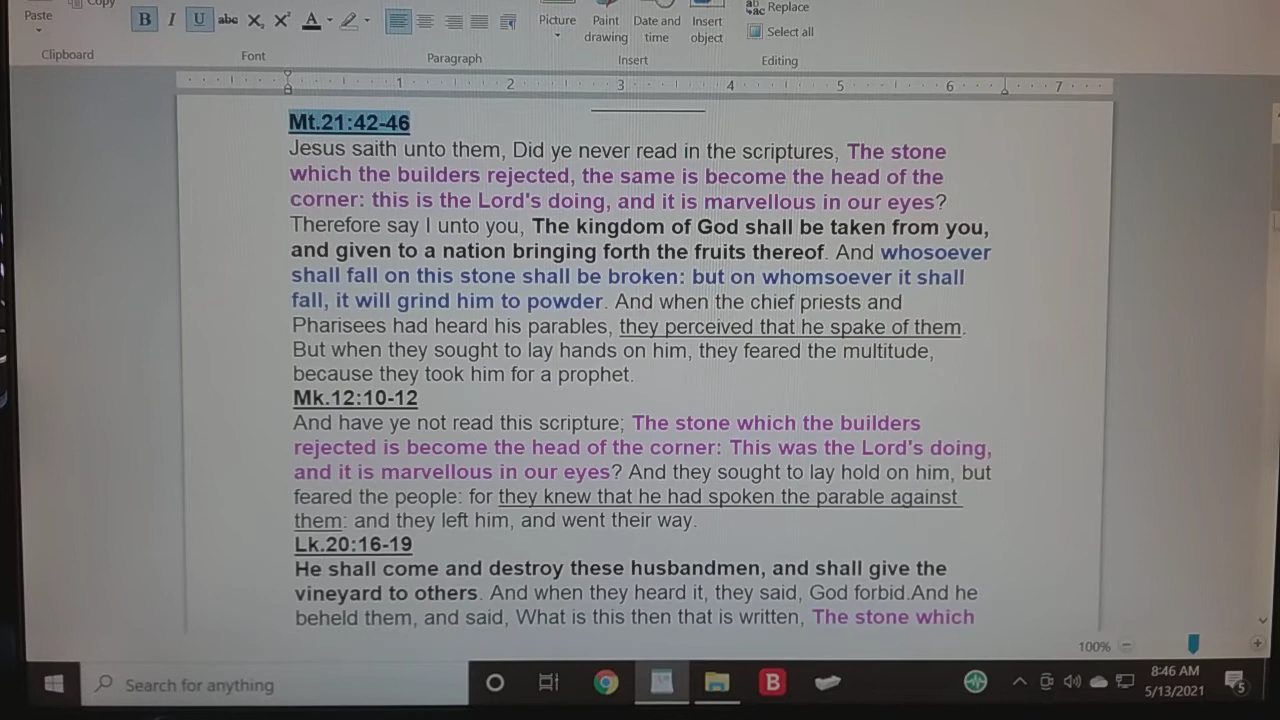 Paste
Copy
B I U abc X₂ X² A
Picture
Paint drawing
Date and time
Insert object
Replace
Select all
Clipboard
Font
Paragraph
Insert
Editing
1 2 3 4 5 6 7
Mt.21:42-46
Jesus saith unto them, Did ye never read in the scriptures, The stone
which the builders rejected, the same is become the head of the
corner: this is the Lord's doing, and it is marvellous in our eyes?
Therefore say I unto you, The kingdom of God shall be taken from you,
and given to a nation bringing forth the fruits thereof. And whosoever
shall fall on this stone shall be broken: but on whomsoever it shall
fall, it will grind him to powder. And when the chief priests and
Pharisees had heard his parables, they perceived that he spake of them.
But when they sought to lay hands on him, they feared the multitude,
because they took him for a prophet.
Mk.12:10-12
And have ye not read this scripture; The stone which the builders
rejected is become the head of the corner: This was the Lord's doing,
and it is marvellous in our eyes? And they sought to lay hold on him, but
feared the people: for they knew that he had spoken the parable against
them: and they left him, and went their way.
Lk.20:16-19
He shall come and destroy these husbandmen, and shall give the
vineyard to others. And when they heard it, they said, God forbid.And he
beheld them, and said, What is this then that is written, The stone which
100%
Search for anything
B
8:46 AM
5/13/2021
5